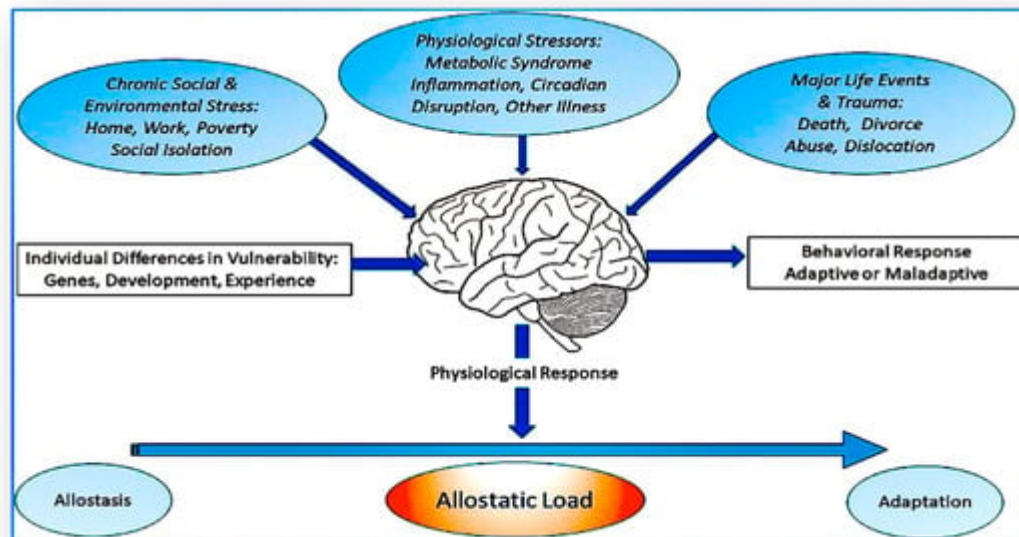 Chronic Social &
Environmental Stress:
Home, Work, Poverty
Social Isolation
Physiological Stressors:
Metabolic Syndrome
Inflammation, Circadian
Disruption, Other Illness
Major Life Events
& Trauma:
Death, Divorce
Abuse, Dislocation
Individual Differences in Vulnerability:
Genes, Development, Experience
Behavioral Response
Adaptive or Maladaptive
Physiological Response
Allostasis
Allostatic Load
Adaptation